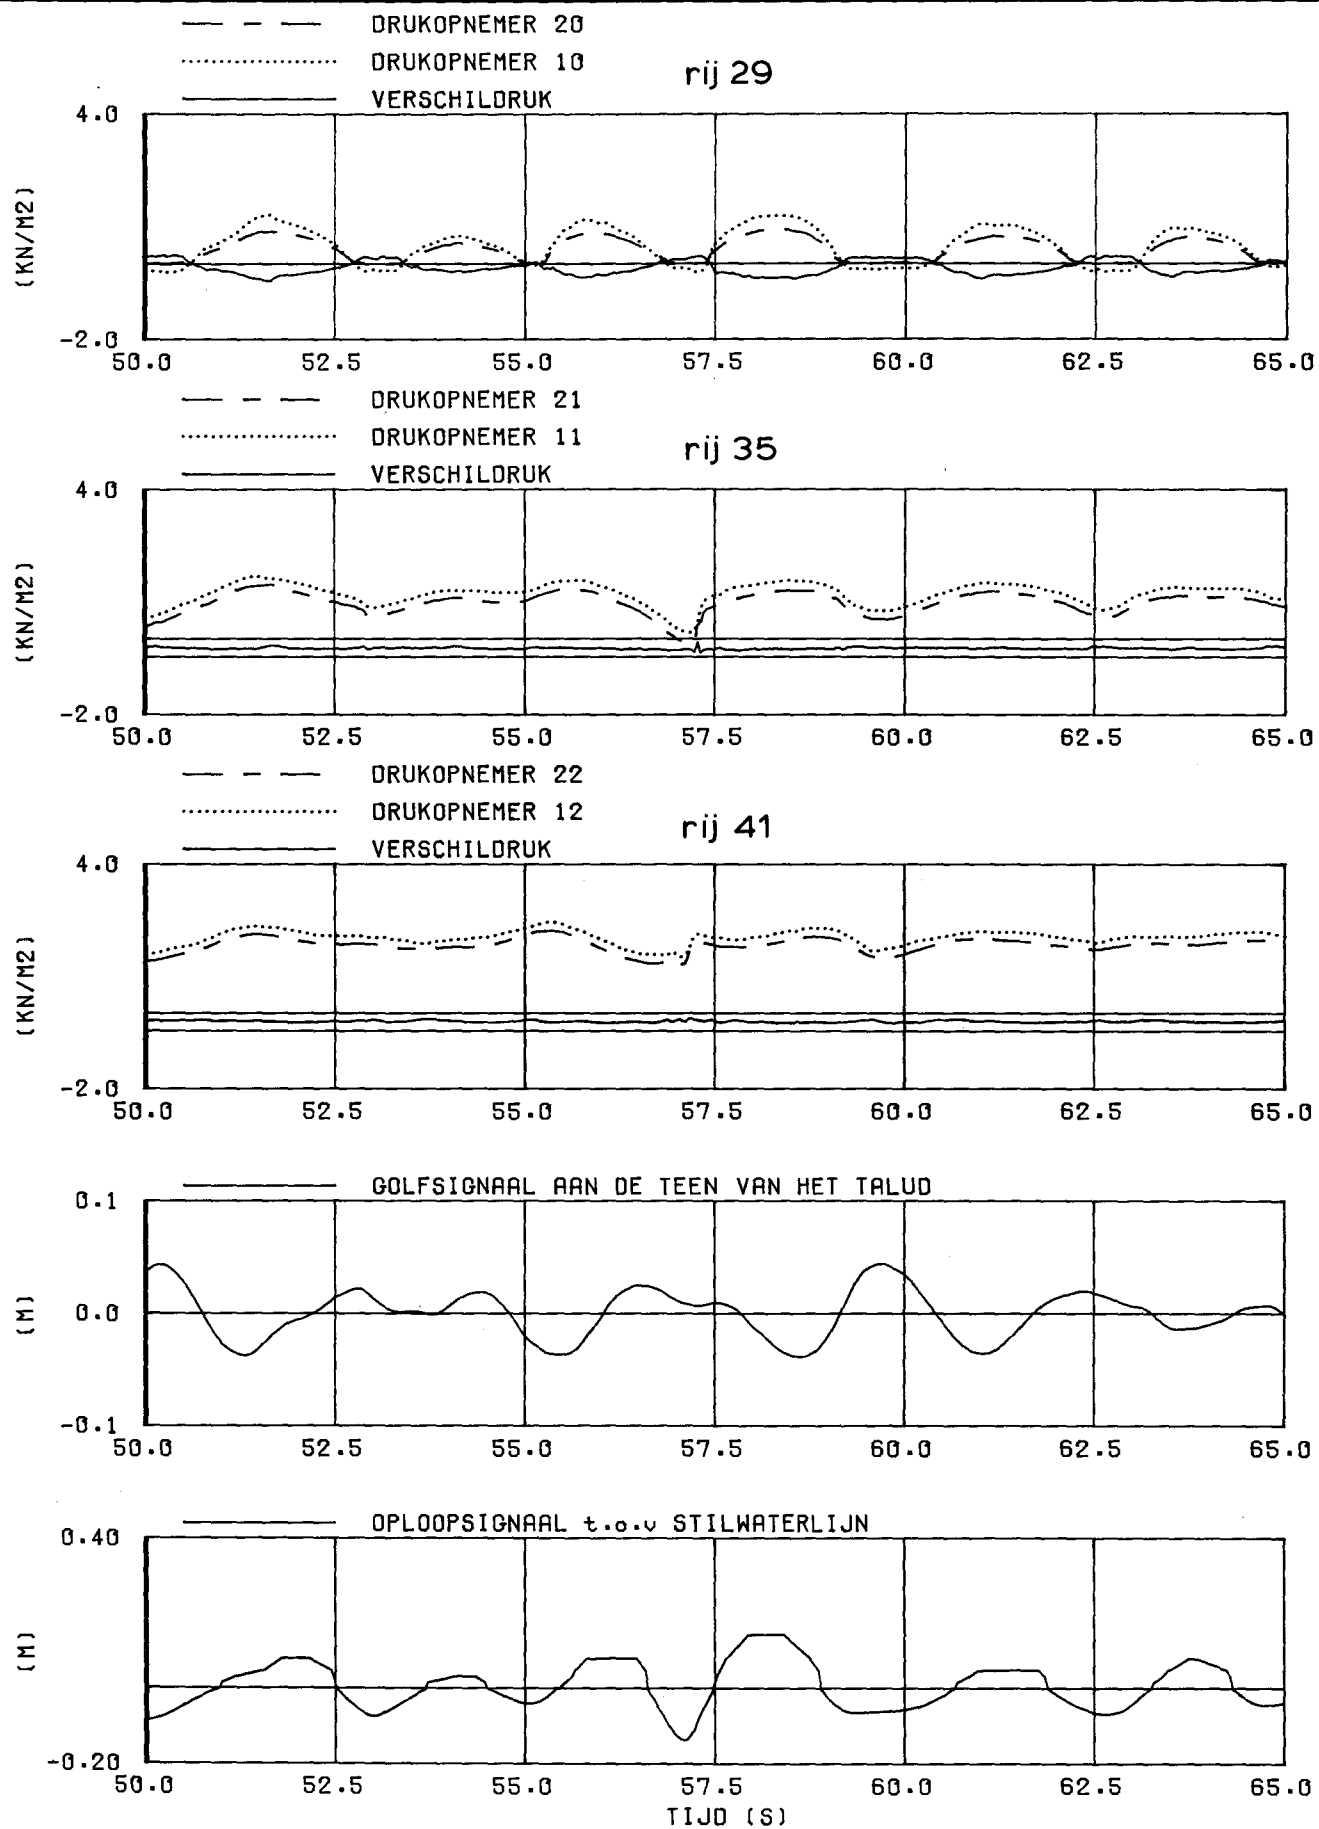 DRUKOPNEMER 20
DRUKOPNEMER 10
rij 29
VERSCHILDRUK
4.0
(KN/M2)
-2.0
50.0 52.5 55.0 57.5 60.0 62.5 65.0
DRUKOPNEMER 21
DRUKOPNEMER 11
rij 35
VERSCHILDRUK
4.0
(KN/M2)
-2.0
50.0 52.5 55.0 57.5 60.0 62.5 65.0
DRUKOPNEMER 22
DRUKOPNEMER 12
rij 41
VERSCHILDRUK
4.0
(KN/M2)
-2.0
50.0 52.5 55.0 57.5 60.0 62.5 65.0
GOLFSIGNAAL AAN DE TEEN VAN HET TALUD
0.1
(M)
0.0
-0.1
50.0 52.5 55.0 57.5 60.0 62.5 65.0
OPLOOPSIGNAAL t.o.v STILWATERLIJN
0.40
(M)
-0.20
50.0 52.5 55.0 57.5 60.0 62.5 65.0
TIJD (S)